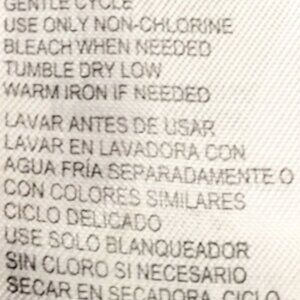 GENTLE CYCLE
USE ONLY NON-CHLORINE
BLEACH WHEN NEEDED
TUMBLE DRY LOW
WARM IRON IF NEEDED
LAVAR ANTES DE USAR
LAVAR EN LAVADORA CON
AGUA FRÍA SEPARADAMENTE O
CON COLORES SIMILARES
CICLO DELICADO
USE SOLO BLANQUEADOR
SIN CLORO SI NECESARIO
SECAR EN SECADORA, CICLO